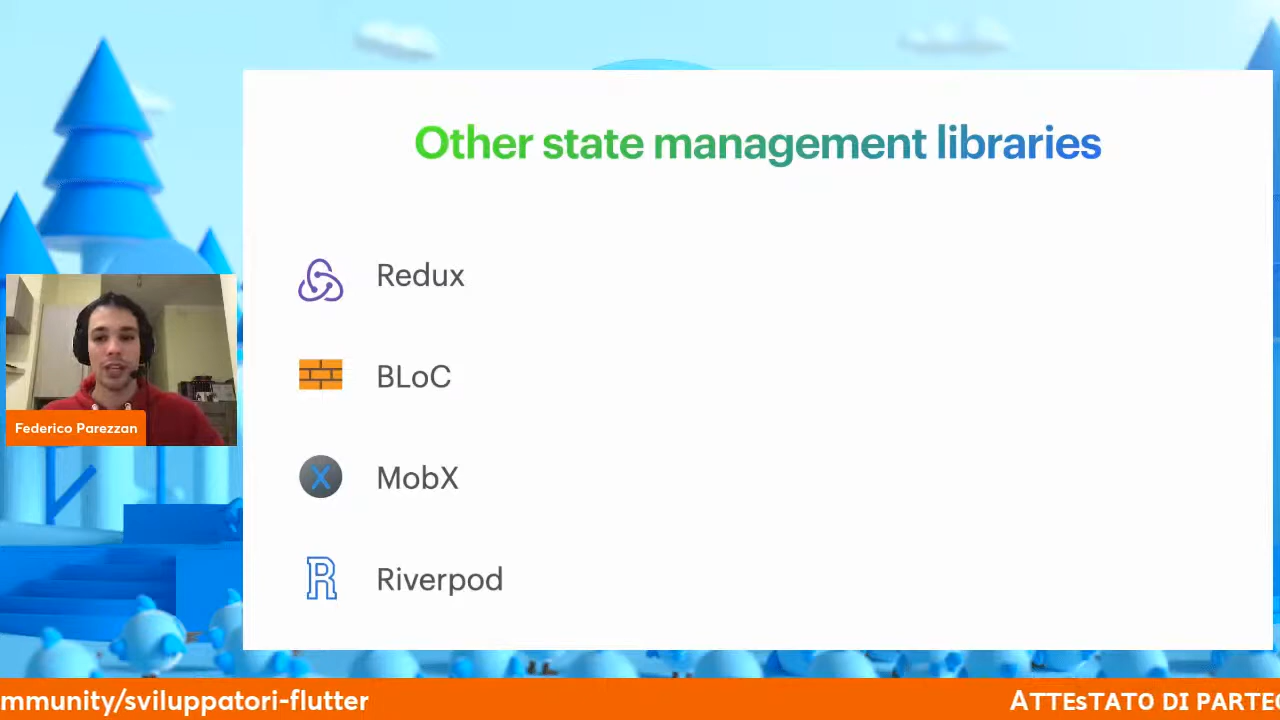 Other state management libraries
Redux
BLoC
X
MobX
R
Riverpod
Federico Parezzan
mmunity/sviluppatori-flutter
ATTEsTATO DI PARTEC